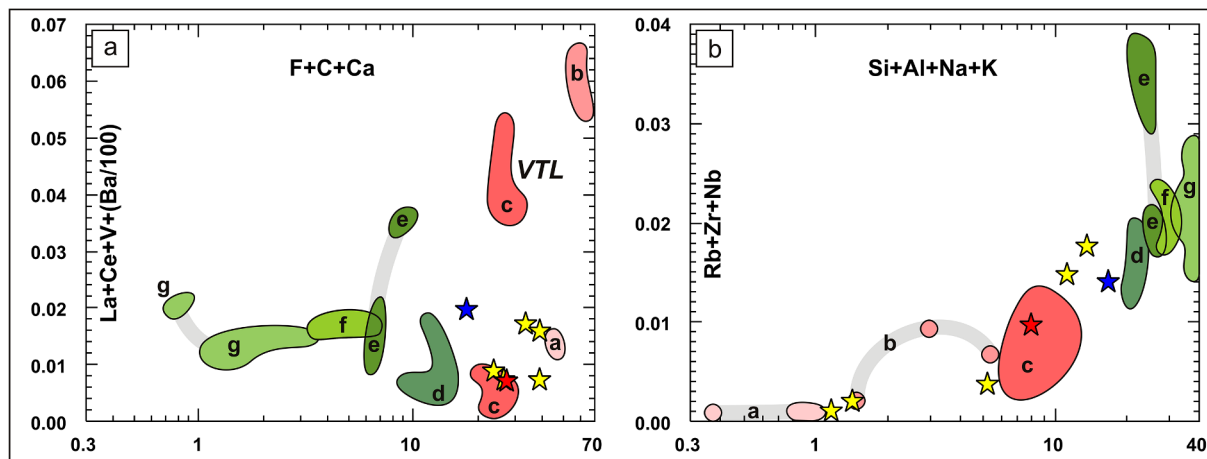 a
F+C+Ca
La+Ce+V+(Ba/100)
0.07
0.06
0.05
0.04
0.03
0.02
0.01
0.00
0.3
1
10
70
b
VTL
c
e
g
g
f
e
d
a
c
b
Si+Al+Na+K
Rb+Zr+Nb
0.04
0.03
0.02
0.01
0.00
0.3
1
10
40
e
g
f
e
d
b
c
a